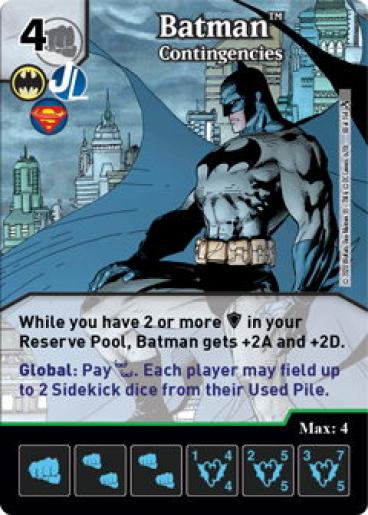 4
Batman™
Contingencies
JL
While you have 2 or more in your
Reserve Pool, Batman gets +2A and +2D.
Global: Pay . Each player may field up
to 2 Sidekick dice from their Used Pile.
Max: 4
1 4 4
2 5 5
3 7 5